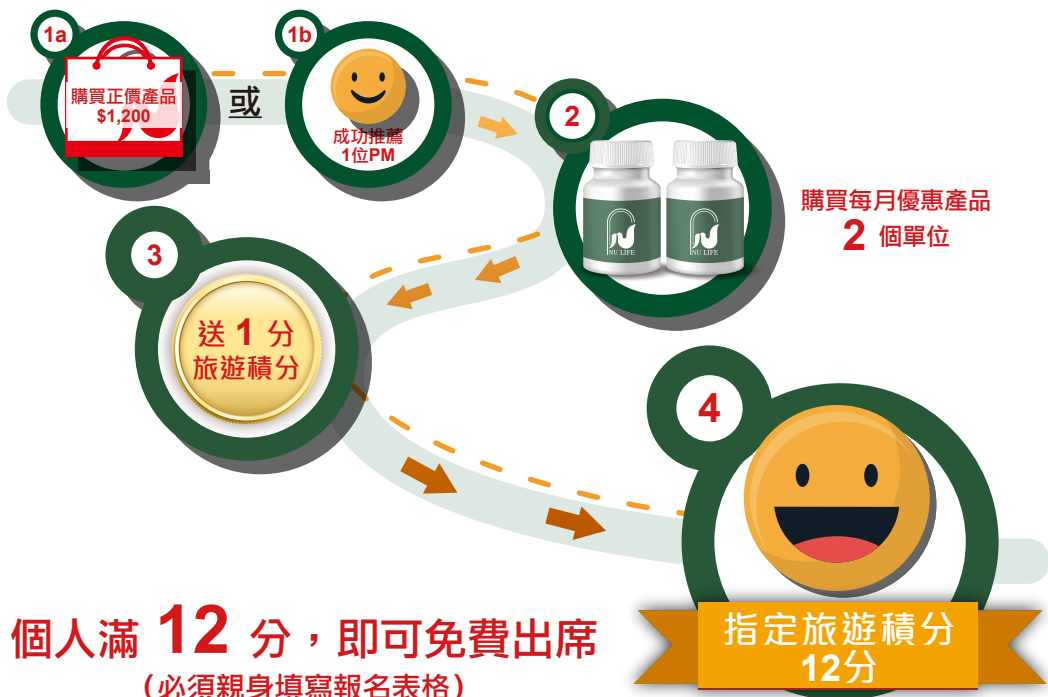 1a
購買正價產品
$1,200
或
1b
成功推薦
1位PM
2
NU LIFE
NU LIFE
購買每月優惠產品
2 個單位
3
送 1 分
旅遊積分
4
指定旅遊積分
12分
個人滿 12 分，即可免費出席
（必須親身填寫報名表格）